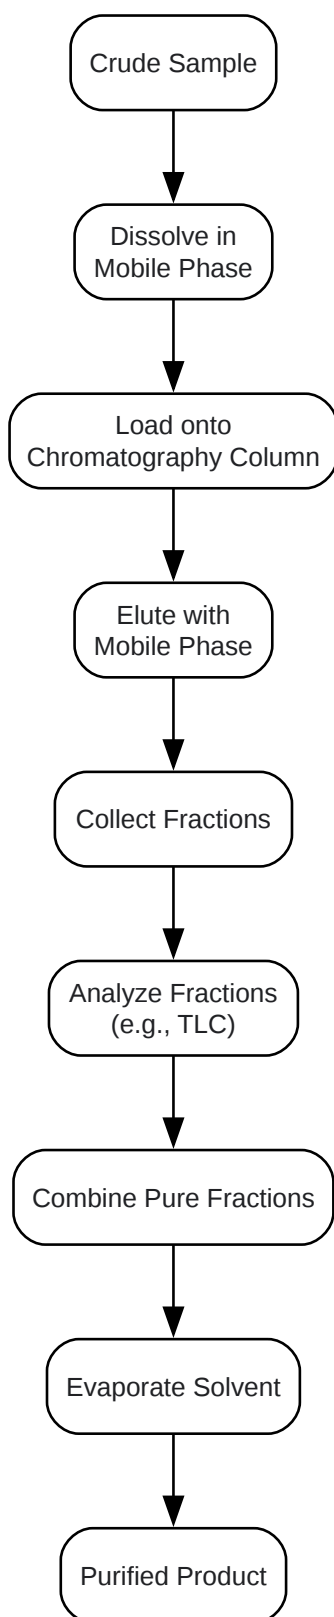 Crude Sample
Dissolve in
Mobile Phase
Load onto
Chromatography Column
Elute with
Mobile Phase
Collect Fractions
Analyze Fractions
(e.g., TLC)
Combine Pure Fractions
Evaporate Solvent
Purified Product